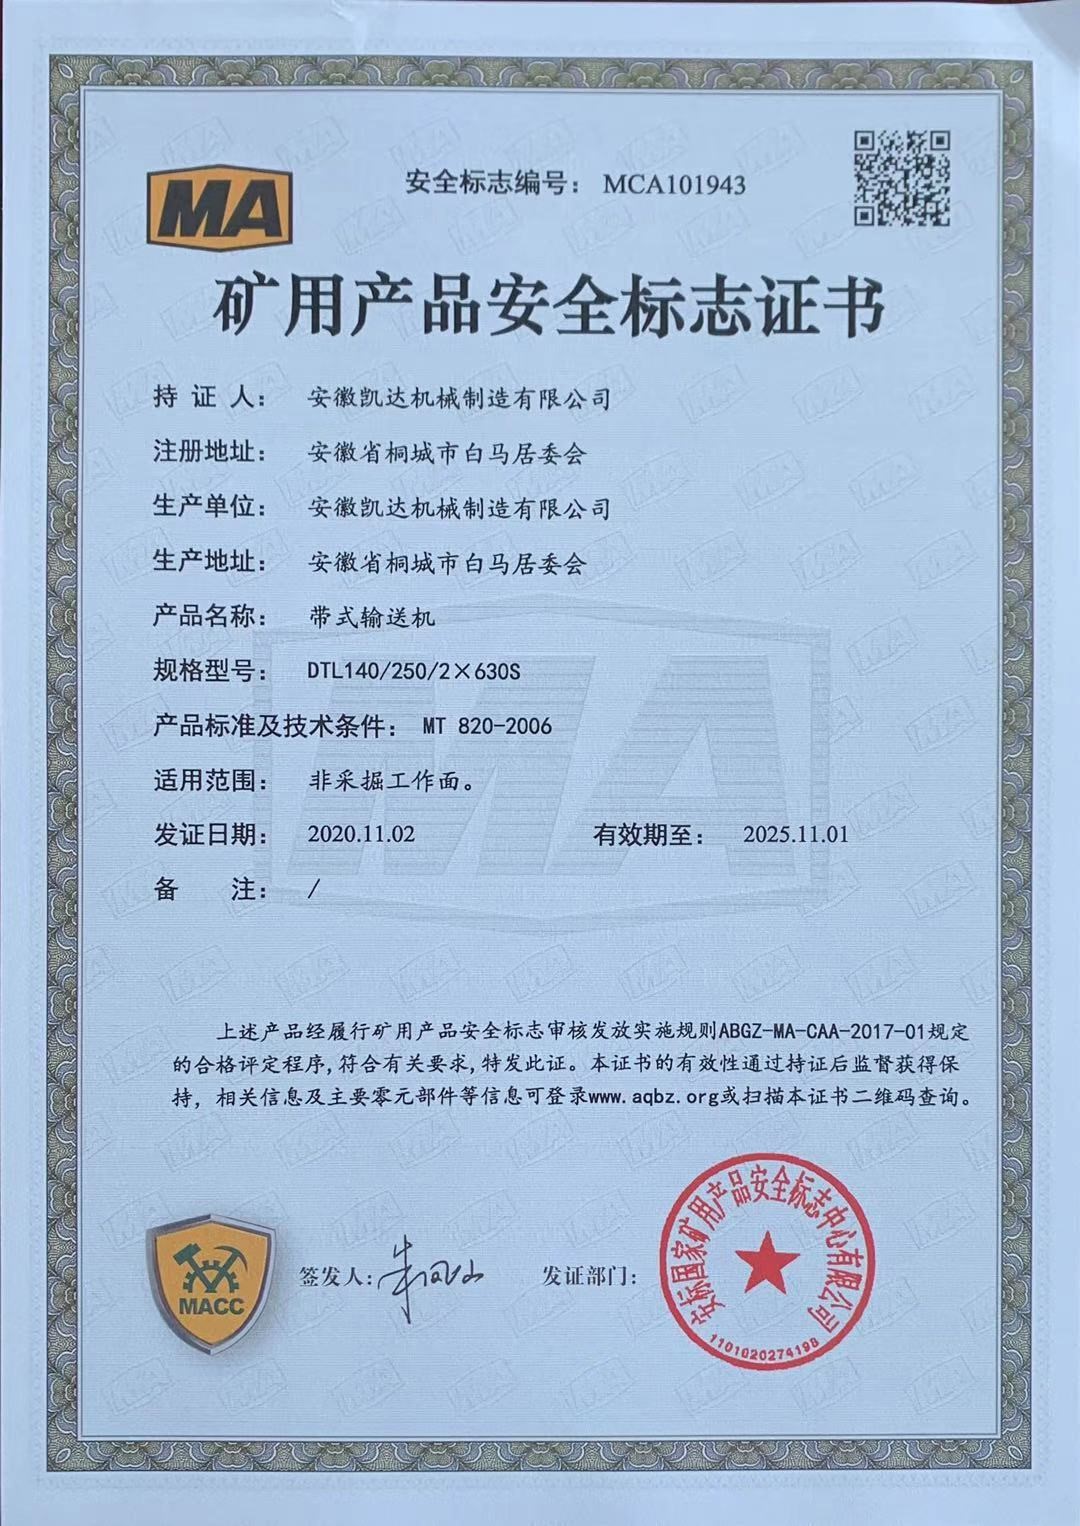 MA
安全标志编号： MCA101943
矿用产品安全标志证书
持 证 人： 安徽凯达机械制造有限公司
注册地址： 安徽省桐城市白马居委会
生产单位： 安徽凯达机械制造有限公司
生产地址： 安徽省桐城市白马居委会
产品名称： 带式输送机
规格型号： DTL140/250/2×630S
产品标准及技术条件： MT 820-2006
适用范围： 非采掘工作面。
发证日期： 2020.11.02 有效期至： 2025.11.01
备 注： /
上述产品经履行矿用产品安全标志审核发放实施规则ABGZ-MA-CAA-2017-01规定
的合格评定程序,符合有关要求,特发此证。本证书的有效性通过持证后监督获得保
持，相关信息及主要零元部件等信息可登录www.aqbz.org或扫描本证书二维码查询。
MACC
签发人: 发证部门:
安标国家矿用产品安全标志中心有限公司
1101020274198